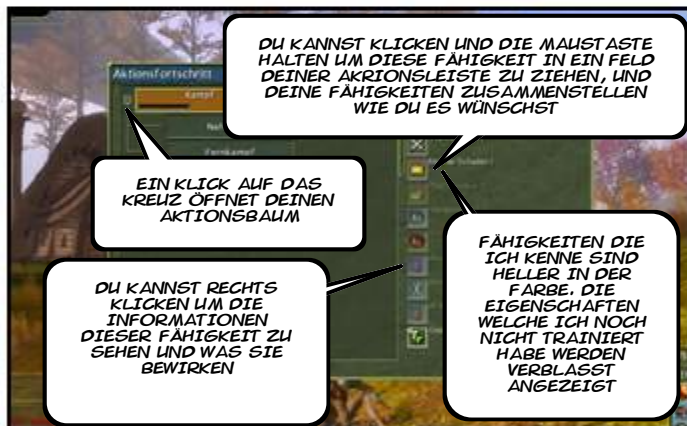 DU KANNST KLICKEN UND DIE MAUSTASTE
HALTEN UM DIESE FÄHIGKEIT IN EIN FELD
DEINER AKRIONSLEISTE ZU ZIEHEN, UND
DEINE FÄHIGKEITEN ZUSAMMENSTELLEN
WIE DU ES WÜNSCHST
Aktionsfortschritt
Kampf
Fernkampf
EIN KLICK AUF DAS
KREUZ ÖFFNET DEINEN
AKTIONSBAUM
FÄHIGKEITEN DIE
ICH KENNE SIND
HELLER IN DER
FARBE. DIE
EIGENSCHAFTEN
WELCHE ICH NOCH
NICHT TRAINIERT
HABE WERDEN
VERBLASST
ANGEZEIGT
DU KANNST RECHTS
KLICKEN UM DIE
INFORMATIONEN
DIESER FÄHIGKEIT ZU
SEHEN UND WAS SIE
BEWIRKEN